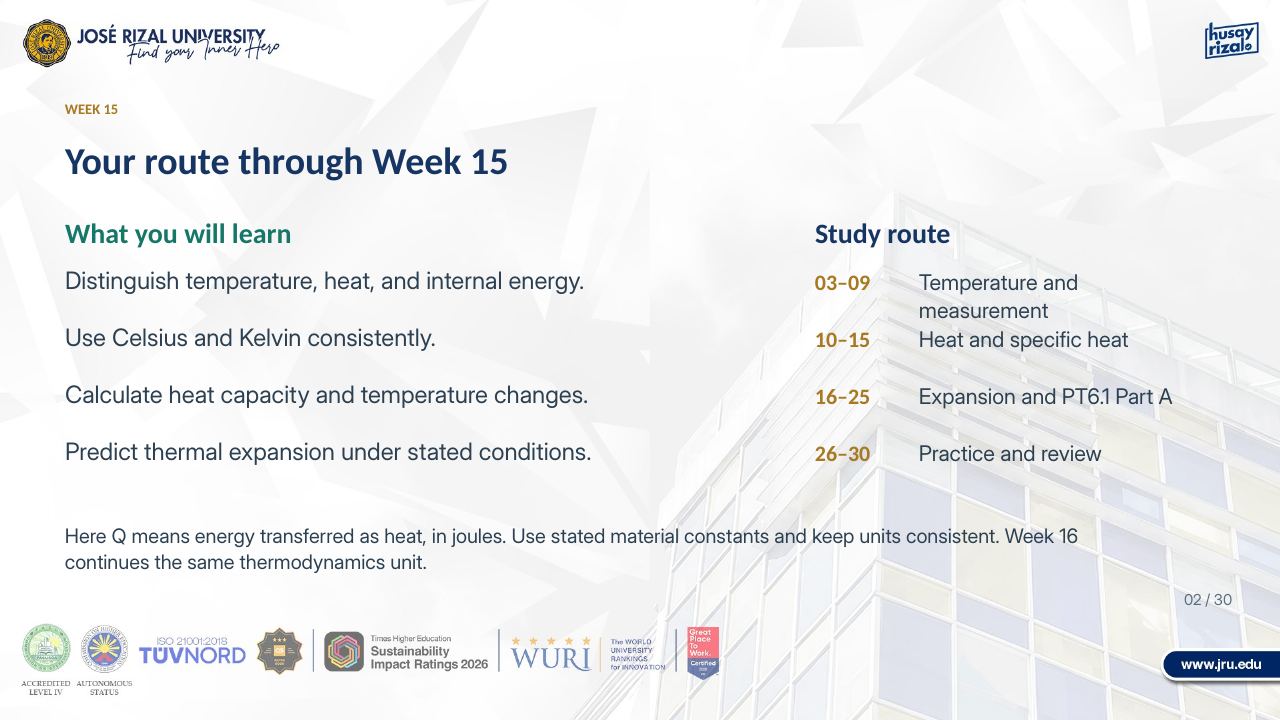 JOSÉ RIZAL UNIVERSITY
Find your Inner Hero
husay
rizal
WEEK 15
Your route through Week 15
What you will learn
Distinguish temperature, heat, and internal energy.
Use Celsius and Kelvin consistently.
Calculate heat capacity and temperature changes.
Predict thermal expansion under stated conditions.
Study route
03–09 Temperature and
measurement
10–15 Heat and specific heat
16–25 Expansion and PT6.1 Part A
26–30 Practice and review
Here Q means energy transferred as heat, in joules. Use stated material constants and keep units consistent. Week 16
continues the same thermodynamics unit.
02 / 30
ACCREDITED
LEVEL IV
AUTONOMOUS
STATUS
ISO 21001:2018
TÜVNORD
Times Higher Education
Sustainability
Impact Ratings 2026
WURI
The WORLD
UNIVERSITY
RANKINGS
for INNOVATION
Great
Place
To
Work.
Certified
www.jru.edu